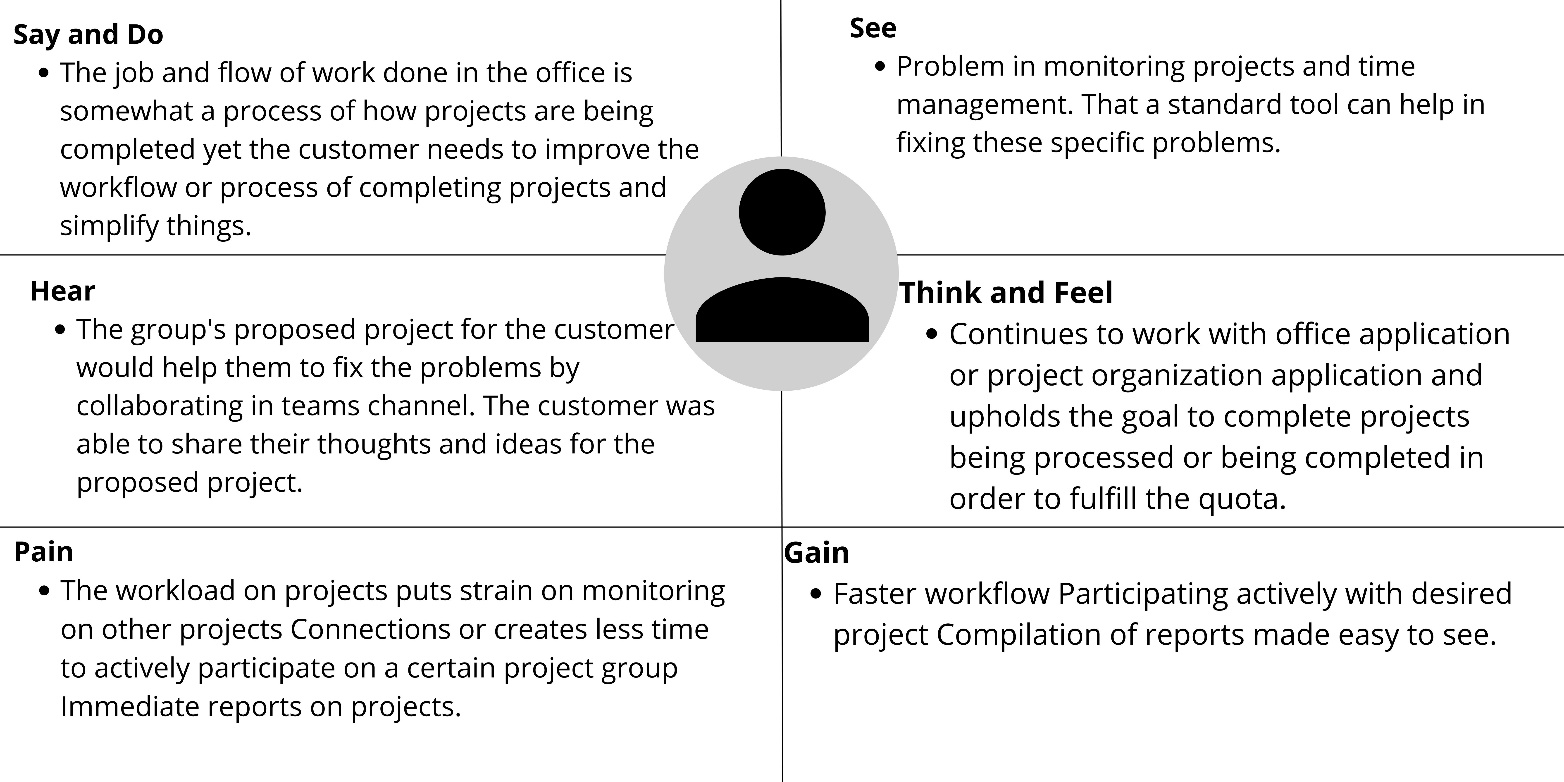 Say and Do
• The job and flow of work done in the office is
somewhat a process of how projects are being
completed yet the customer needs to improve the
workflow or process of completing projects and
simplify things.
See
• Problem in monitoring projects and time
management. That a standard tool can help in
fixing these specific problems.
Hear
• The group's proposed project for the customer
would help them to fix the problems by
collaborating in teams channel. The customer was
able to share their thoughts and ideas for the
proposed project.
Think and Feel
• Continues to work with office application
or project organization application and
upholds the goal to complete projects
being processed or being completed in
order to fulfill the quota.
Pain
• The workload on projects puts strain on monitoring
on other projects Connections or creates less time
to actively participate on a certain project group
Immediate reports on projects.
Gain
• Faster workflow Participating actively with desired
project Compilation of reports made easy to see.